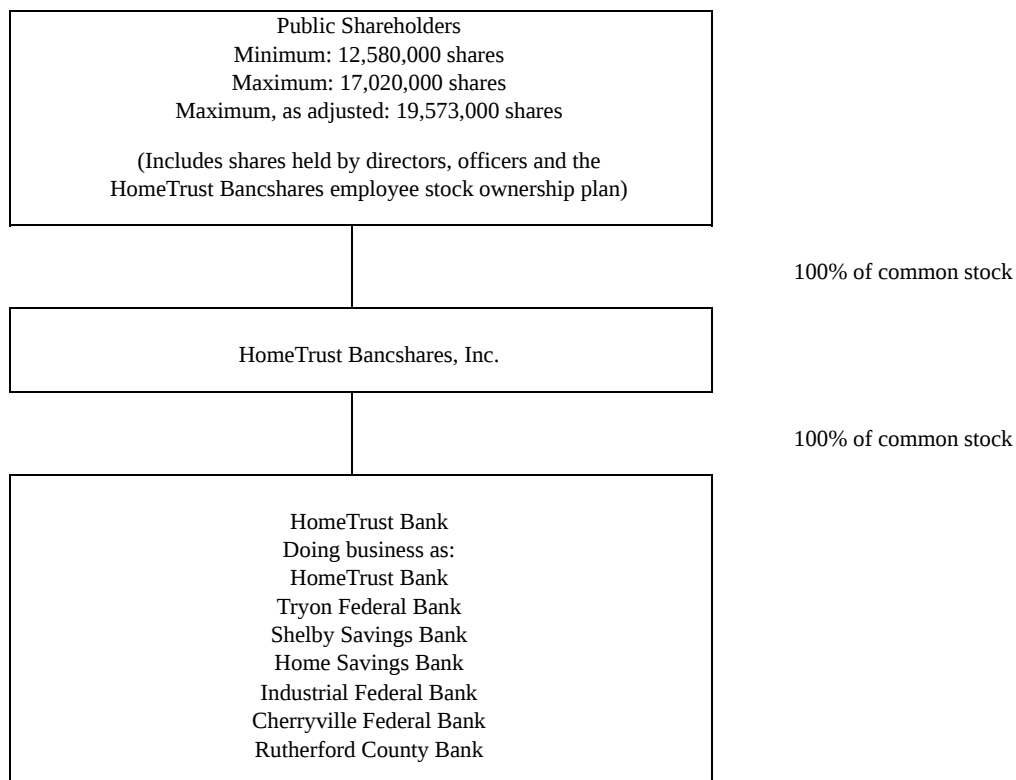 Public Shareholders
Minimum: 12,580,000 shares
Maximum: 17,020,000 shares
Maximum, as adjusted: 19,573,000 shares
(Includes shares held by directors, officers and the
HomeTrust Bancshares employee stock ownership plan)
100% of common stock
HomeTrust Bancshares, Inc.
100% of common stock
HomeTrust Bank
Doing business as:
HomeTrust Bank
Tryon Federal Bank
Shelby Savings Bank
Home Savings Bank
Industrial Federal Bank
Cherryville Federal Bank
Rutherford County Bank